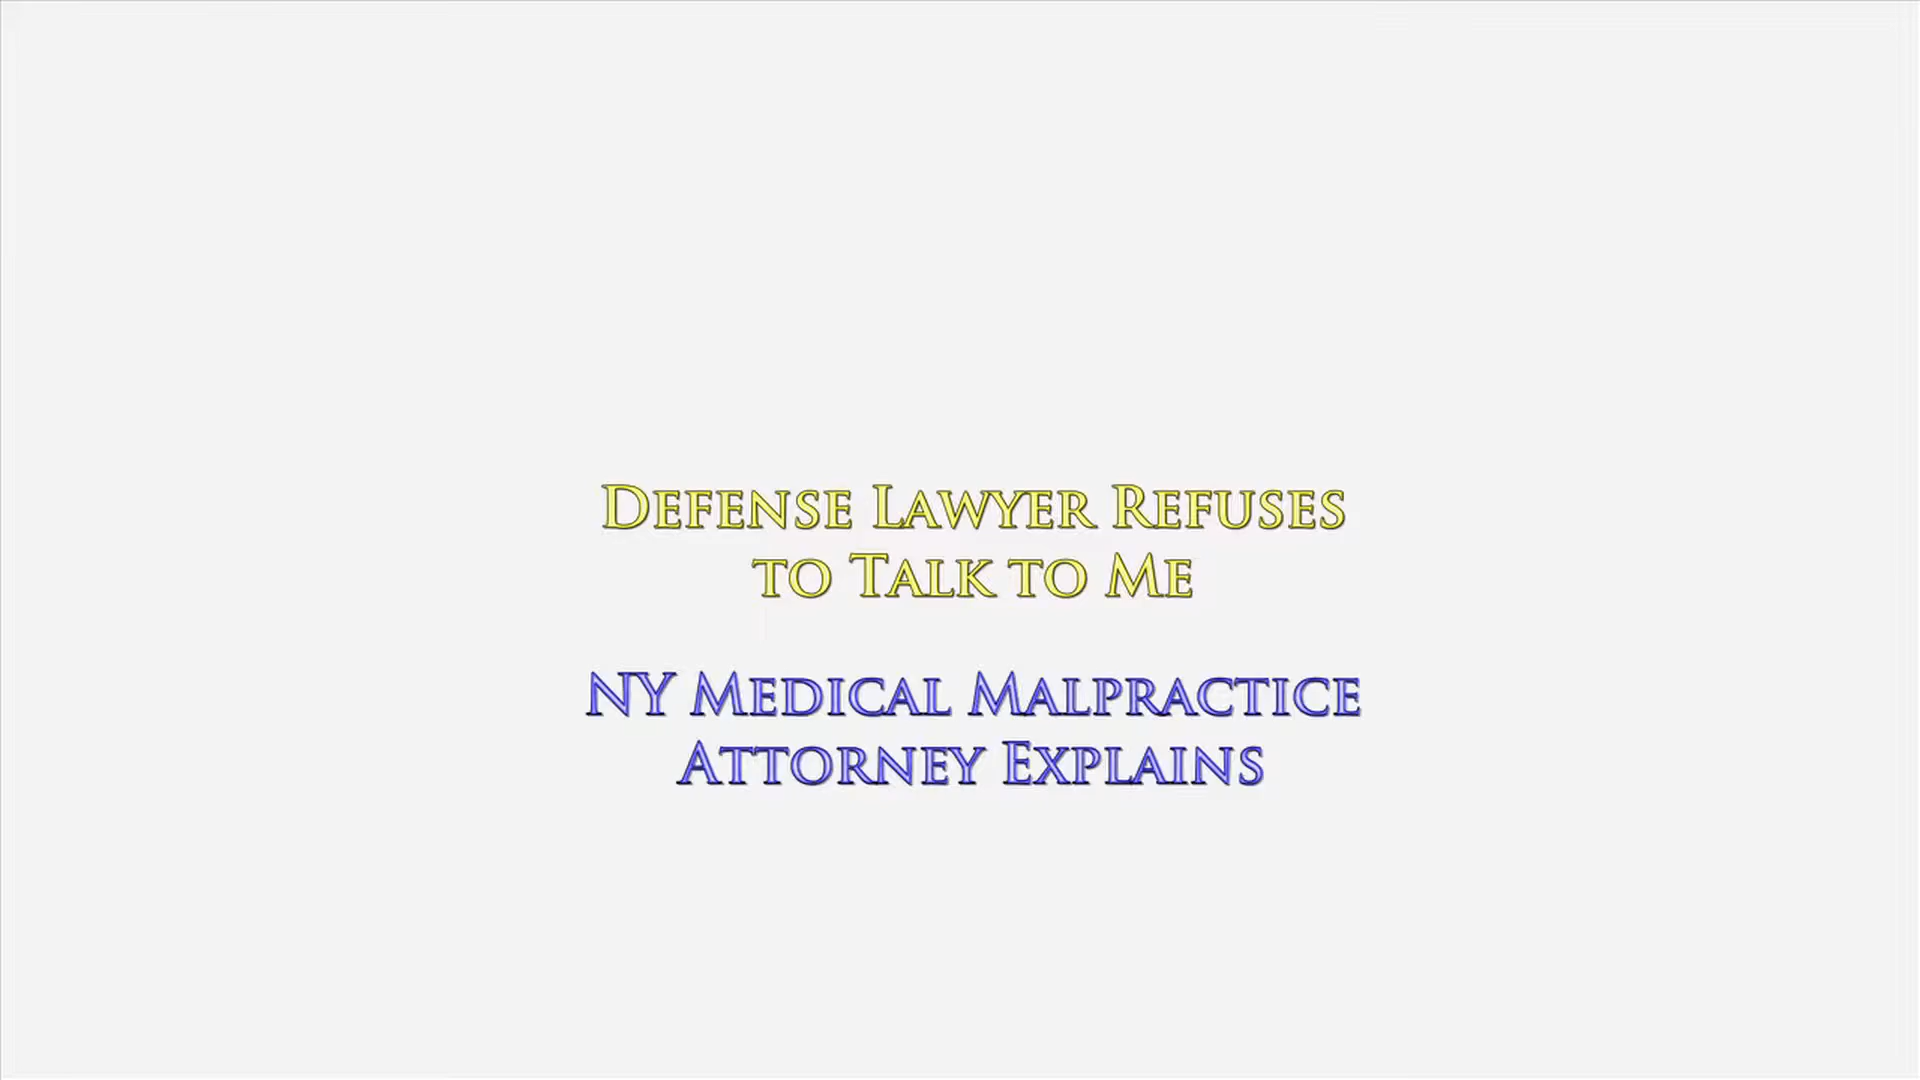 Defense Lawyer Refuses
to Talk to Me
NY Medical Malpractice
Attorney Explains